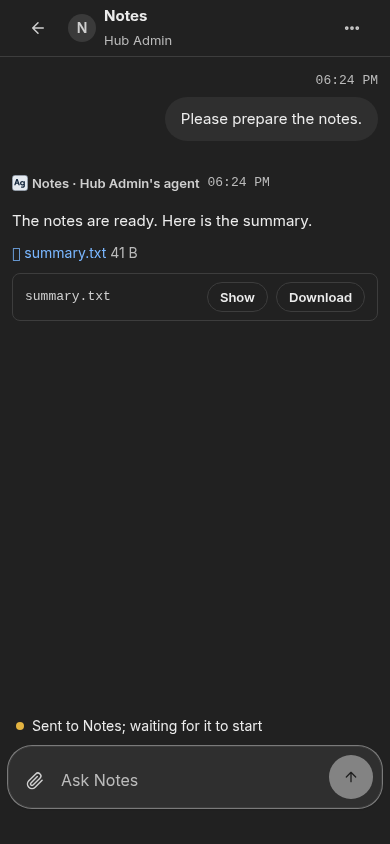 N
Notes
Hub Admin
06:24 PM
Please prepare the notes.
Ag Notes · Hub Admin's agent 06:24 PM
The notes are ready. Here is the summary.
summary.txt 41 B
summary.txt Show Download
Sent to Notes; waiting for it to start
Ask Notes